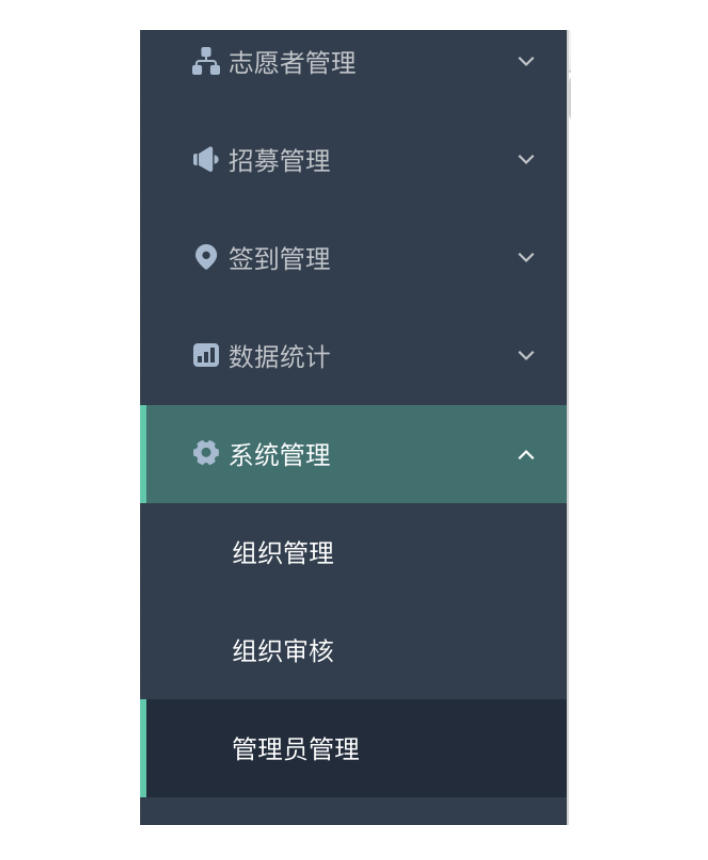 志愿者管理
招募管理
签到管理
数据统计
系统管理
组织管理
组织审核
管理员管理